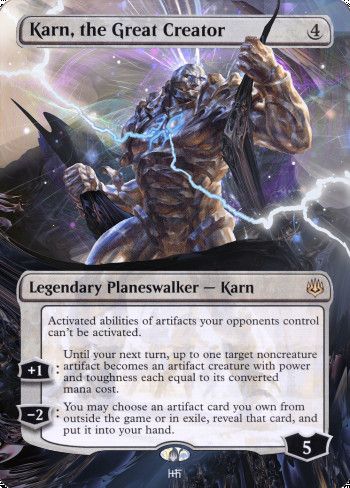 Karn, the Great Creator 4
Legendary Planeswalker — Karn
Activated abilities of artifacts your opponents control
can't be activated.
Until your next turn, up to one target noncreature
+1 : artifact becomes an artifact creature with power
and toughness each equal to its converted
mana cost.
−2 : You may choose an artifact card you own from
outside the game or in exile, reveal that card, and
put it into your hand.
5